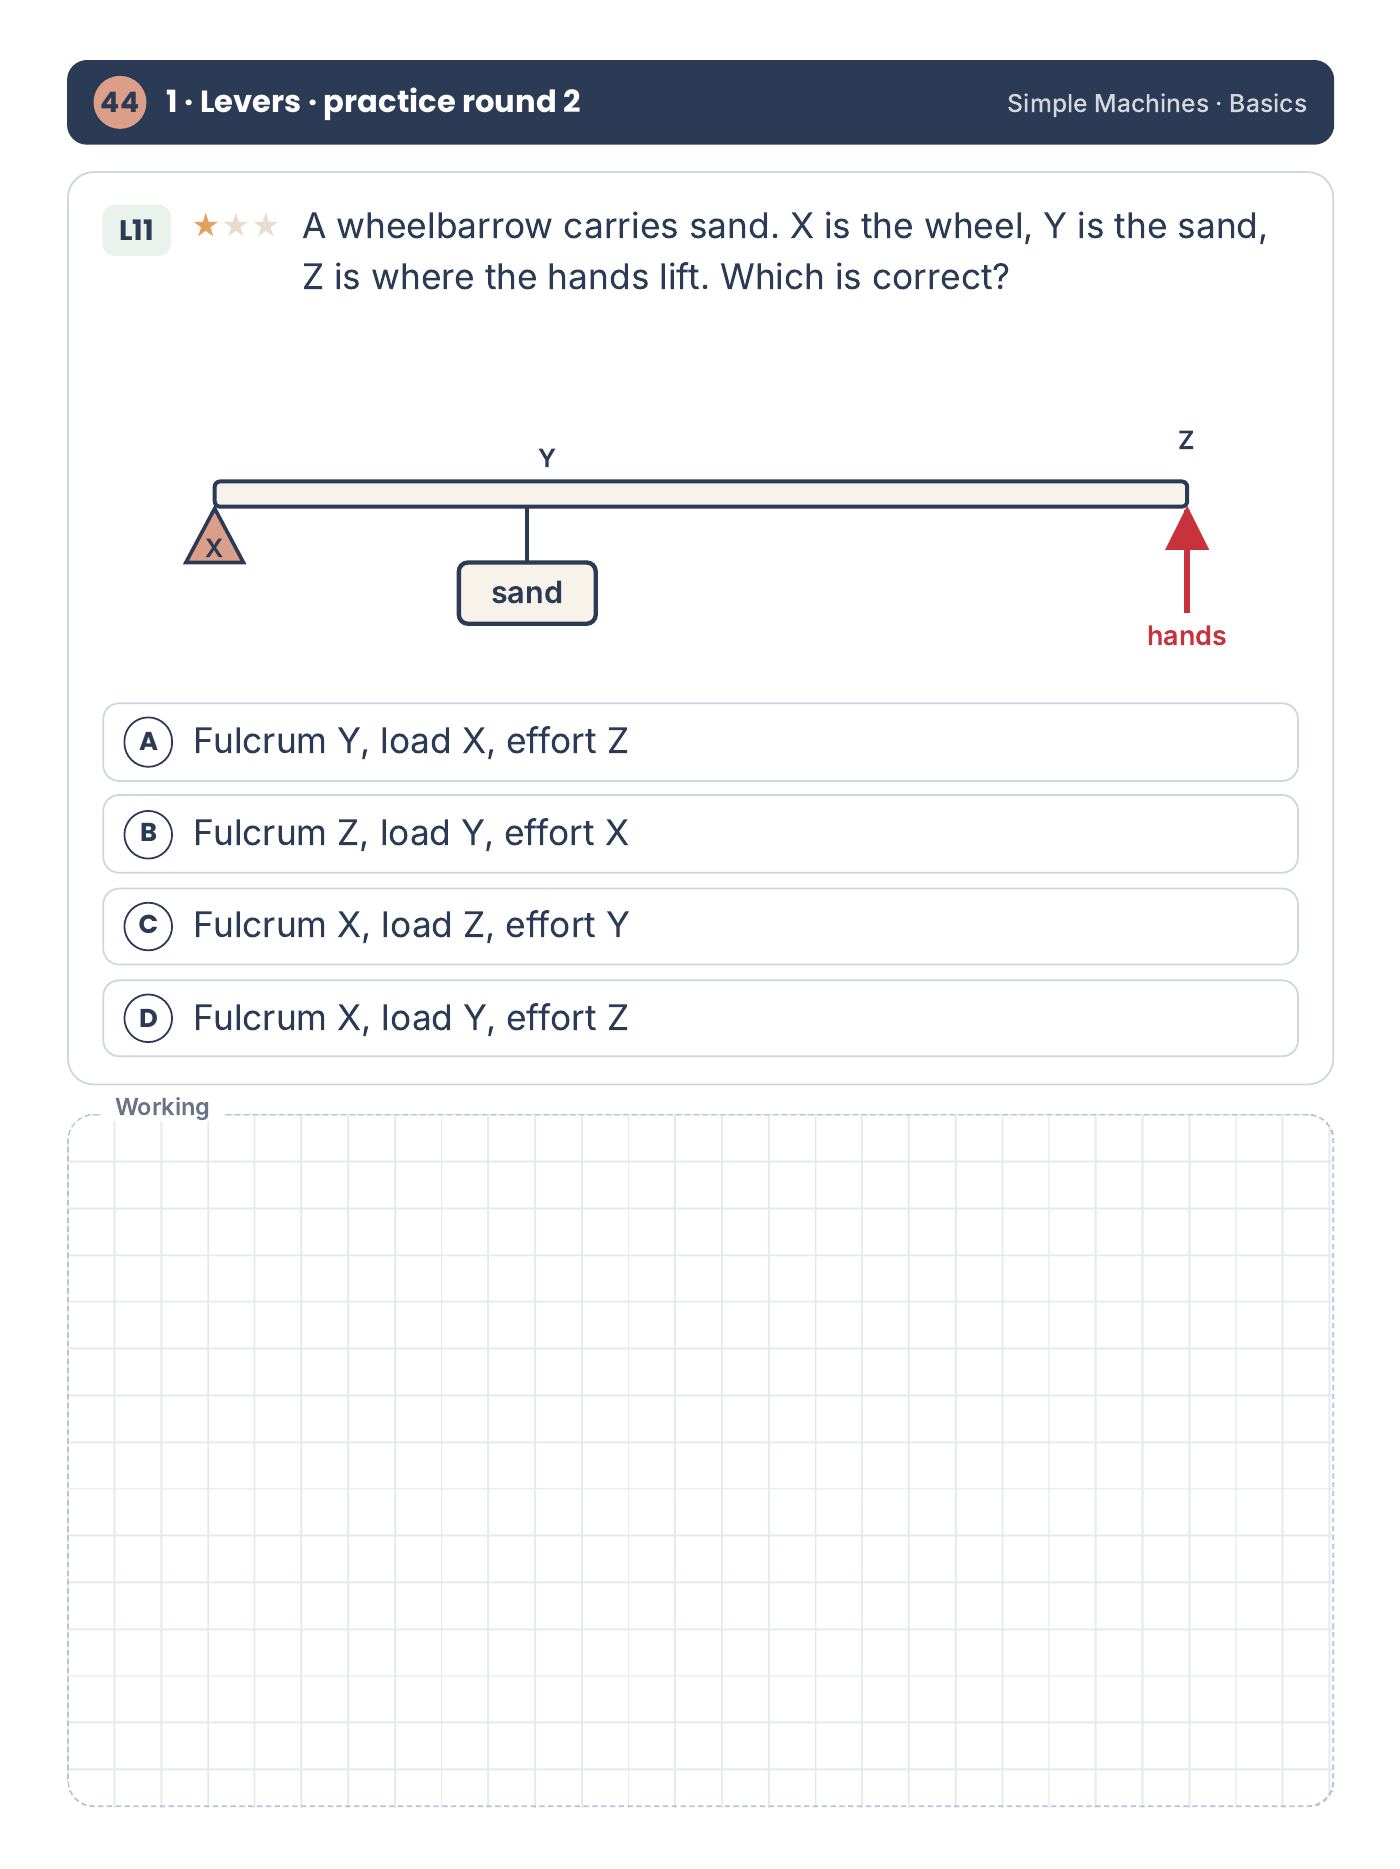 44 1 · Levers · practice round 2 Simple Machines · Basics
L11 ★★★ A wheelbarrow carries sand. X is the wheel, Y is the sand,
Z is where the hands lift. Which is correct?
Z
Y
X
sand
hands
A Fulcrum Y, load X, effort Z
B Fulcrum Z, load Y, effort X
C Fulcrum X, load Z, effort Y
D Fulcrum X, load Y, effort Z
Working